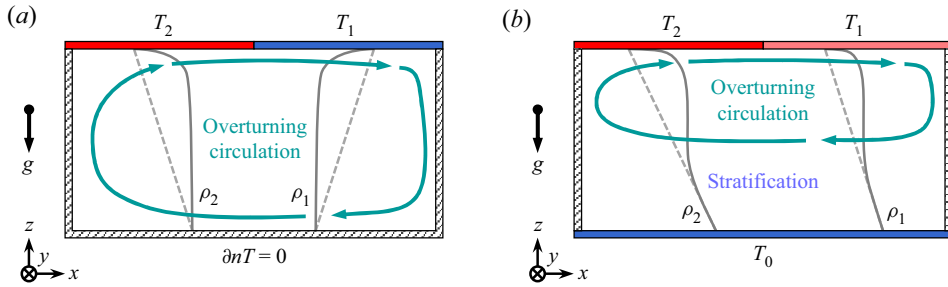 (a)
T₂
T₁
g
Overturning
circulation
ρ₂
ρ₁
z
y
x
∂nT = 0
(b)
T₂
T₁
g
Overturning
circulation
Stratification
ρ₂
ρ₁
z
y
x
T₀